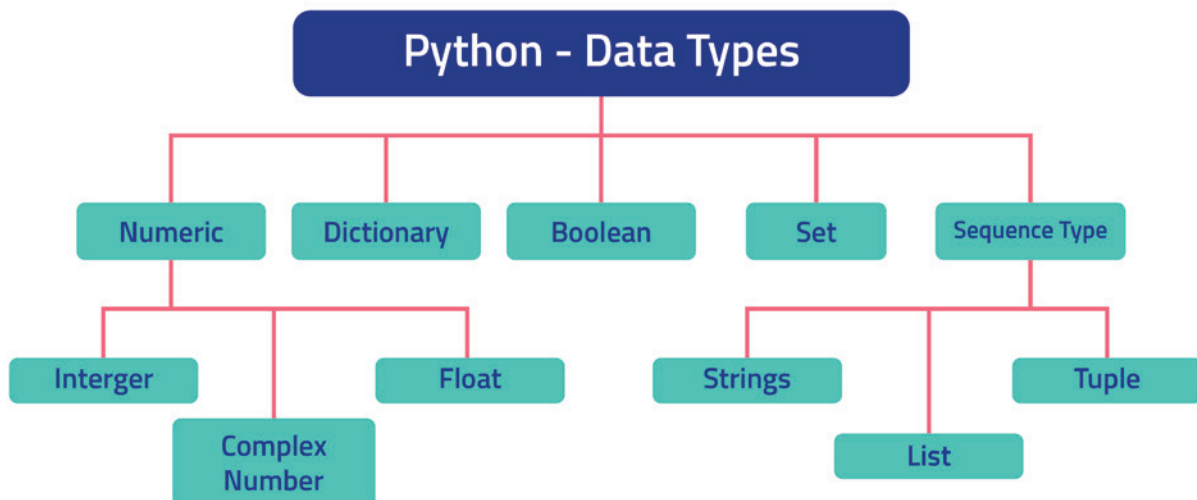 Python - Data Types
Numeric
Dictionary
Boolean
Set
Sequence Type
Interger
Float
Strings
Tuple
Complex
Number
List